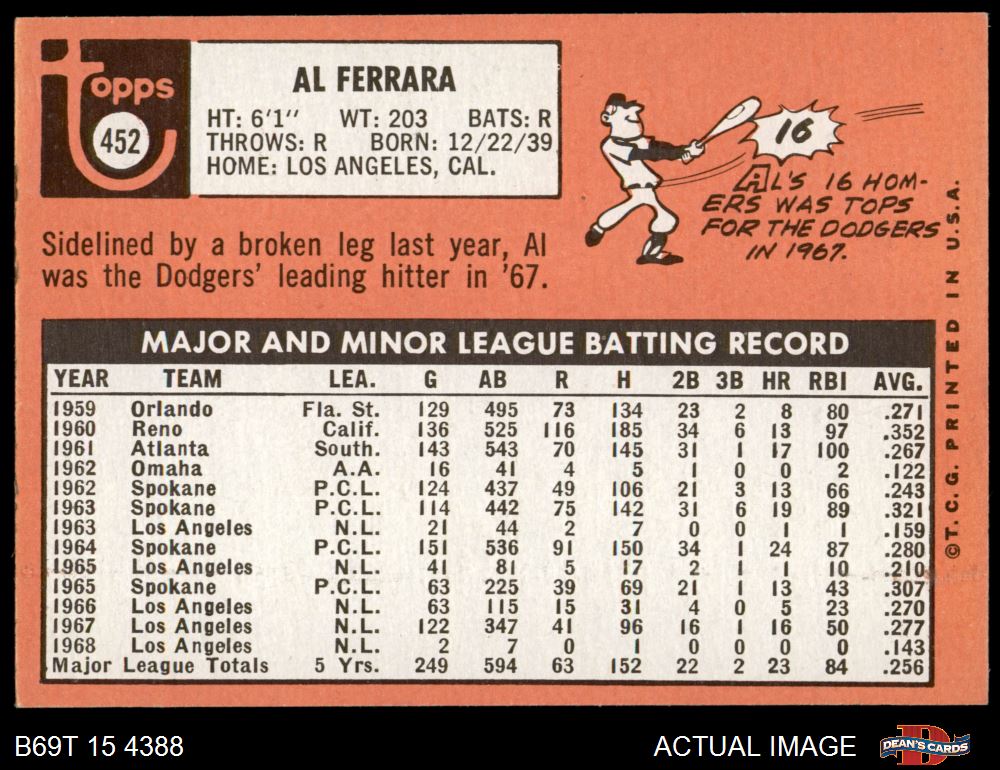 Topps
452
AL FERRARA
HT: 6'1" WT: 203 BATS: R
THROWS: R BORN: 12/22/39
HOME: LOS ANGELES, CAL.
16
AL'S 16 HOM-
ERS WAS TOPS
FOR THE DODGERS
IN 1967.
Sidelined by a broken leg last year, Al
was the Dodgers' leading hitter in '67.
MAJOR AND MINOR LEAGUE BATTING RECORD
YEAR TEAM LEA. G AB R H 2B 3B HR RBI AVG.
1959 Orlando Fla. St. 129 495 73 134 23 2 8 80 .271
1960 Reno Calif. 136 525 116 185 34 6 13 97 .352
1961 Atlanta South. 143 543 70 145 31 1 17 100 .267
1962 Omaha A.A. 16 41 4 5 1 0 0 2 .122
1962 Spokane P.C.L. 124 437 49 106 21 3 13 66 .243
1963 Spokane P.C.L. 114 442 75 142 31 6 19 89 .321
1963 Los Angeles N.L. 21 44 2 7 0 0 1 1 .159
1964 Spokane P.C.L. 151 536 91 150 34 1 24 87 .280
1965 Los Angeles N.L. 41 81 5 17 2 1 1 10 .210
1965 Spokane P.C.L. 63 225 39 69 21 1 13 43 .307
1966 Los Angeles N.L. 63 115 15 31 4 0 5 23 .270
1967 Los Angeles N.L. 122 347 41 96 16 1 16 50 .277
1968 Los Angeles N.L. 2 7 0 1 0 0 0 0 .143
Major League Totals 5 Yrs. 249 594 63 152 22 2 23 84 .256
©T.C.G. PRINTED IN U.S.A.
B69T 15 4388
ACTUAL IMAGE
D
DEAN'S CARDS